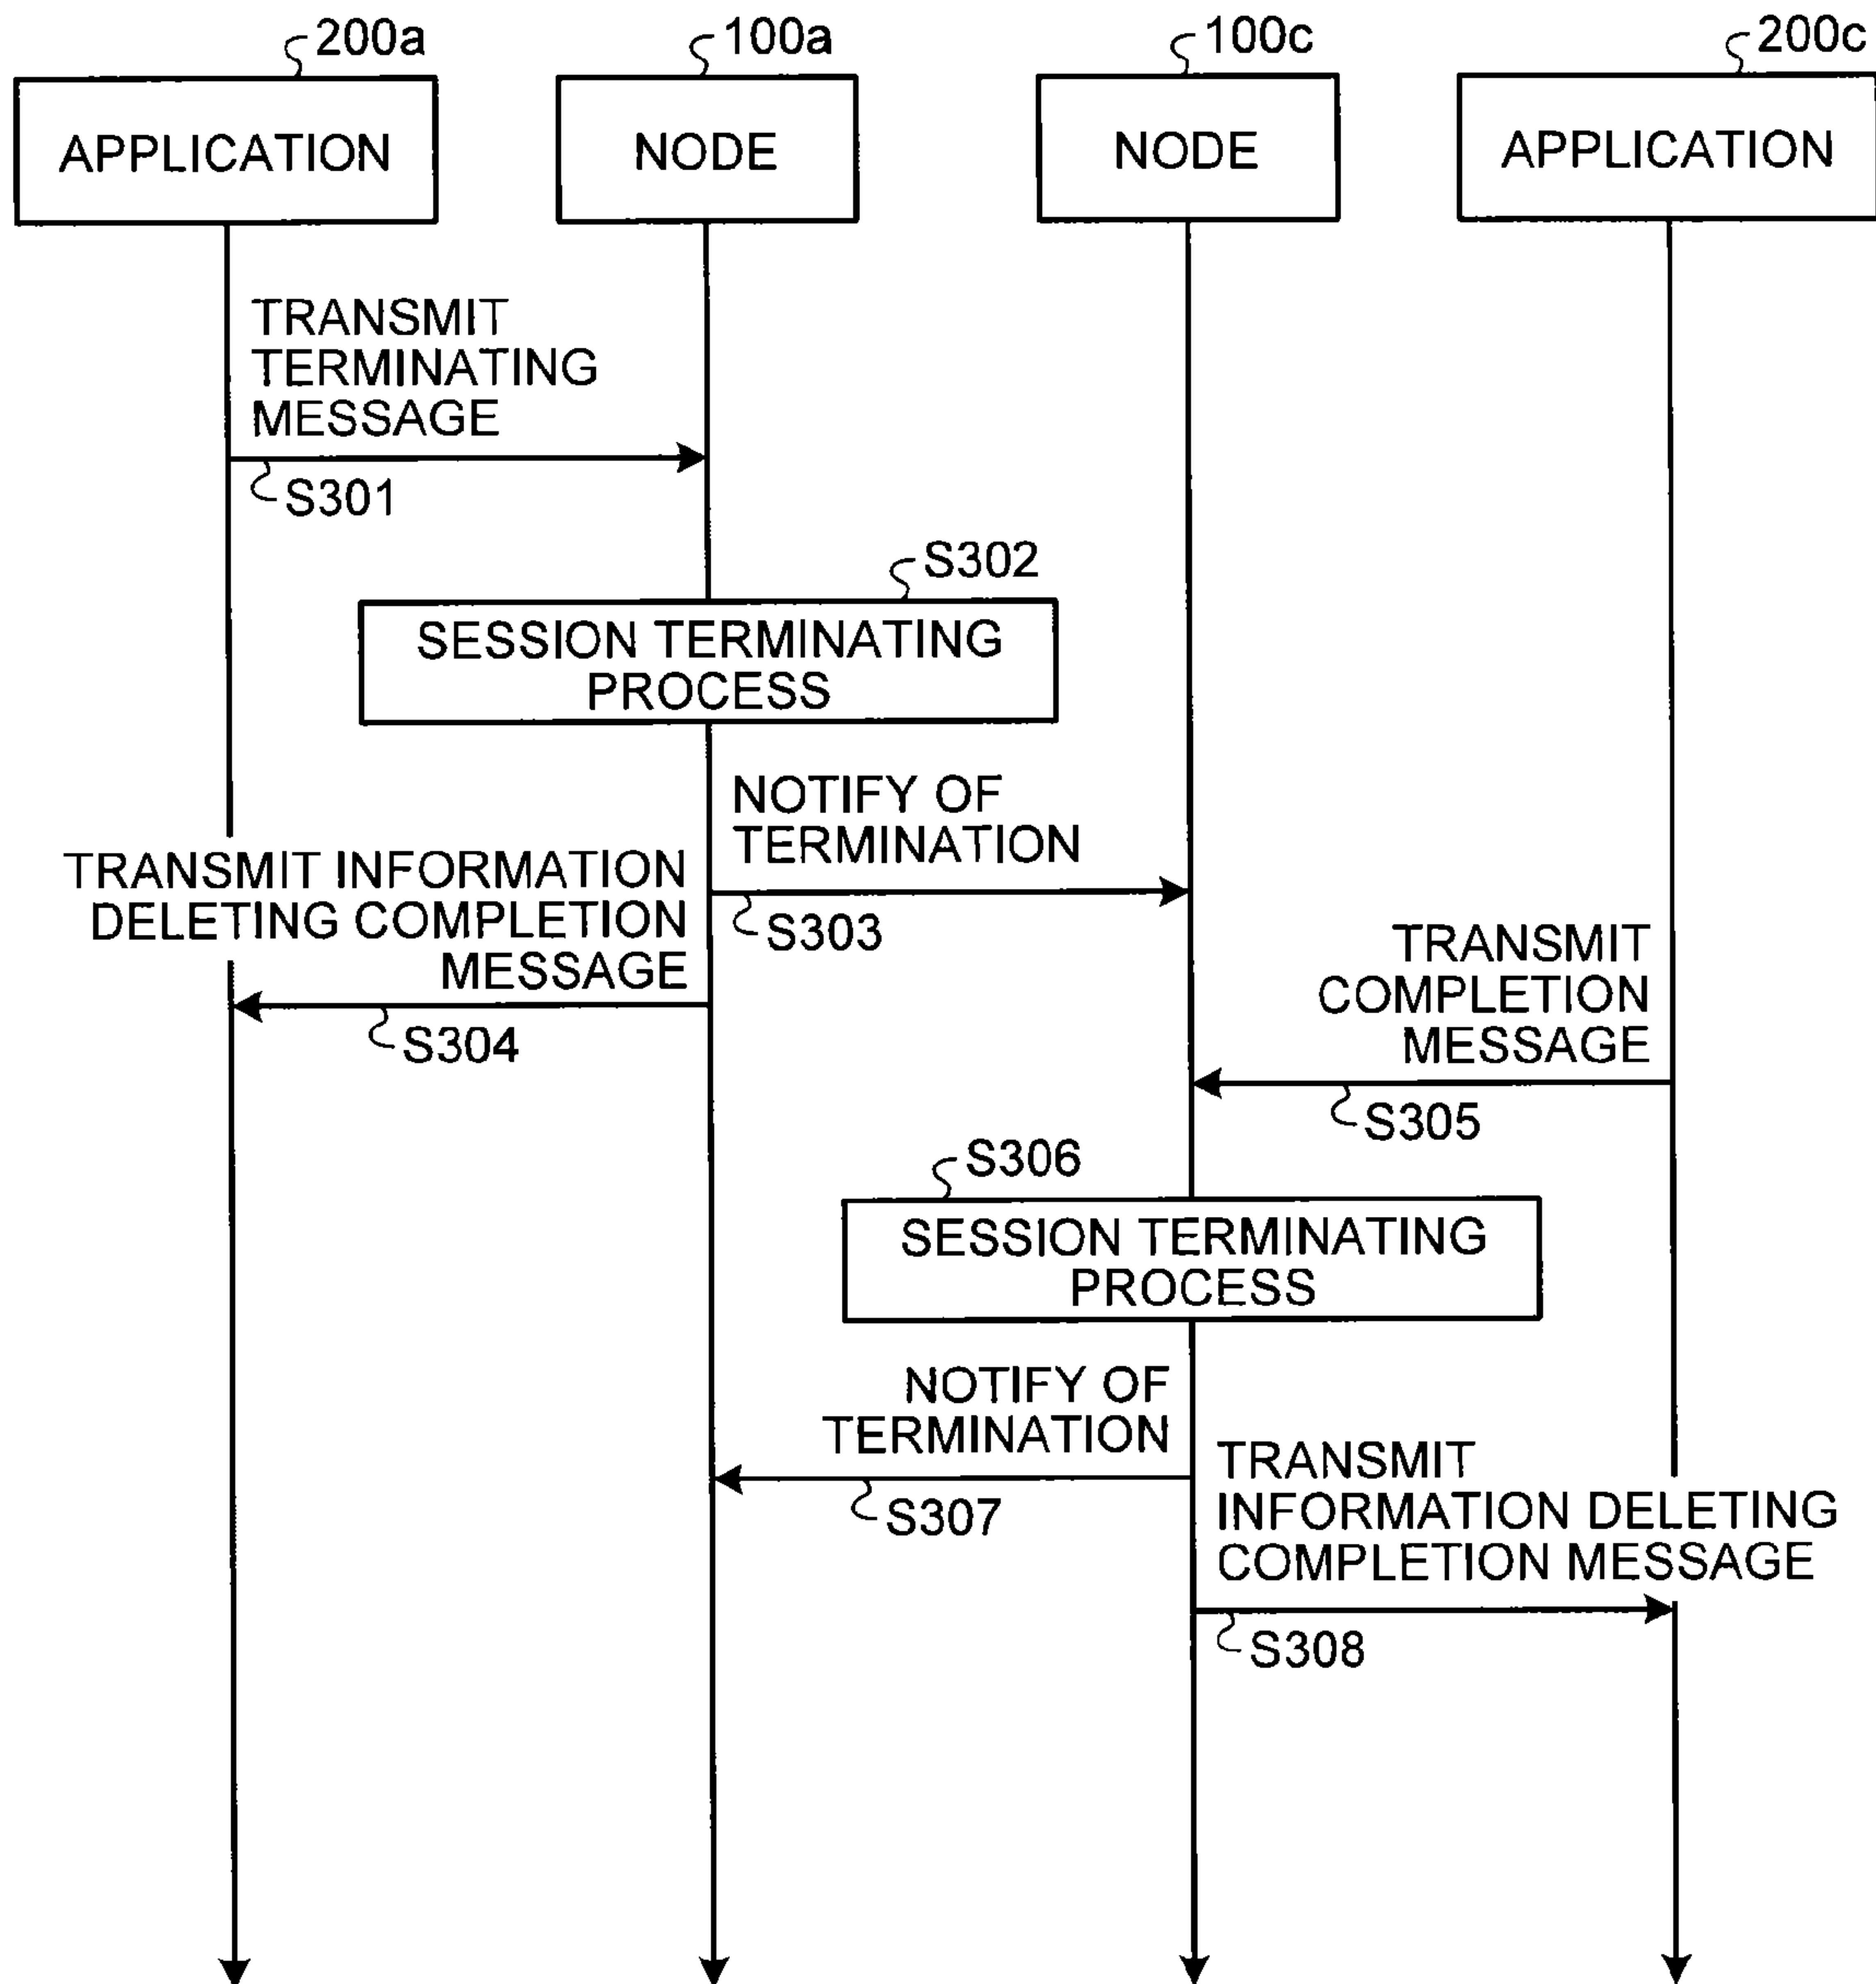 200a
100a
100c
200c
APPLICATION
NODE
NODE
APPLICATION
TRANSMIT
TERMINATING
MESSAGE
S301
S302
SESSION TERMINATING
PROCESS
NOTIFY OF
TERMINATION
S303
TRANSMIT INFORMATION
DELETING COMPLETION
MESSAGE
S304
TRANSMIT
COMPLETION
MESSAGE
S305
S306
SESSION TERMINATING
PROCESS
NOTIFY OF
TERMINATION
S307
TRANSMIT
INFORMATION DELETING
COMPLETION MESSAGE
S308